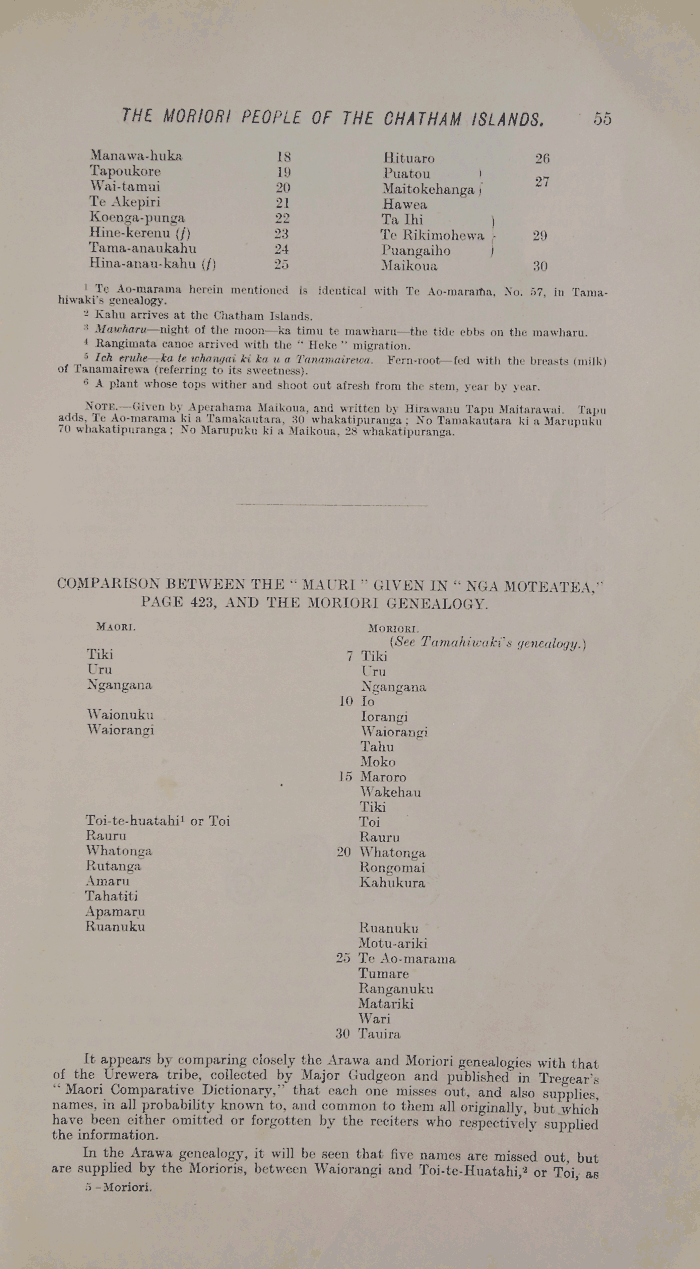 THE MORIORI PEOPLE OF THE CHATHAM ISLANDS. 55
Manawa-huka 18
Tapoukore 19
Wai-tamui 20
Te Akepiri 21
Koenga-punga 22
Hine-kerenu (f) 23
Tama-anaukahu 24
Hina-anau-kahu (f) 25
Hituaro 26
Puatou )
Maitokehanga ) 27
Hawea
Ta Ihi )
Te Rikimohewa } 29
Puangaiho )
Maikoua 30
¹ Te Ao-marama herein mentioned is identical with Te Ao-marama, No. 57, in Tama-
hiwaki's genealogy.
² Kahu arrives at the Chatham Islands.
³ Mawharu—night of the moon—ka timu te mawharu—the tide ebbs on the mawharu.
⁴ Rangimata canoe arrived with the " Heke " migration.
⁵ Ich eruhe—ka te whangai ki ka u a Tanamairewa. Fern-root—fed with the breasts (milk)
of Tanamairewa (referring to its sweetness).
⁶ A plant whose tops wither and shoot out afresh from the stem, year by year.
NOTE.—Given by Aperahama Maikoua, and written by Hirawanu Tapu Maitarawai. Tapu
adds, Te Ao-marama ki a Tamakautara, 30 whakatipuranga; No Tamakautara ki a Marupuku
70 whakatipuranga; No Marupuku ki a Maikoua, 28 whakatipuranga.
COMPARISON BETWEEN THE " MAURI " GIVEN IN " NGA MOTEATEA,"
PAGE 423, AND THE MORIORI GENEALOGY.
MAORI.
Tiki
Uru
Ngangana
Waionuku
Waiorangi
Toi-te-huatahi¹ or Toi
Rauru
Whatonga
Rutanga
Amaru
Tahatiti
Apamaru
Ruanuku
MORIORI.
(See Tamahiwaki's genealogy.)
7 Tiki
Uru
Ngangana
10 Io
Iorangi
Waiorangi
Tahu
Moko
15 Maroro
Wakehau
Tiki
Toi
Rauru
20 Whatonga
Rongomai
Kahukura
Ruanuku
Motu-ariki
25 Te Ao-marama
Tumare
Ranganuku
Matariki
Wari
30 Tauira
It appears by comparing closely the Arawa and Moriori genealogies with that
of the Urewera tribe, collected by Major Gudgeon and published in Tregear's
" Maori Comparative Dictionary," that each one misses out, and also supplies,
names, in all probability known to, and common to them all originally, but which
have been either omitted or forgotten by the reciters who respectively supplied
the information.
In the Arawa genealogy, it will be seen that five names are missed out, but
are supplied by the Morioris, between Waiorangi and Toi-te-Huatahi,² or Toi, as
5—Moriori.